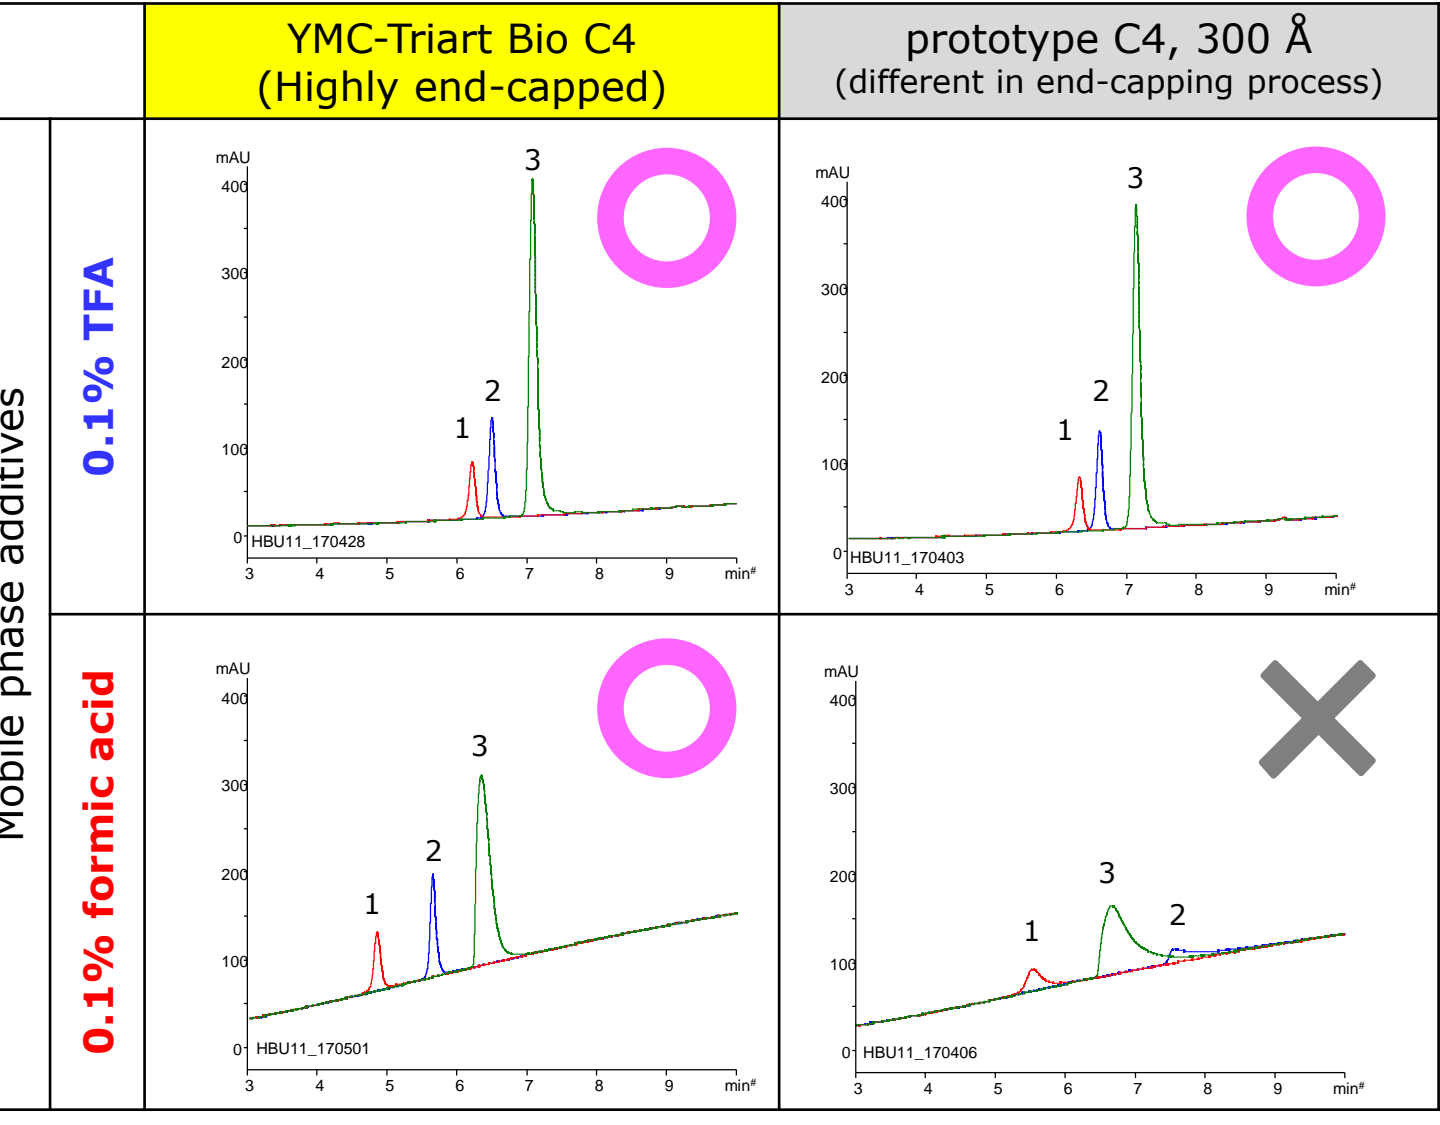 YMC-Triart Bio C4
(Highly end-capped)
prototype C4, 300 Å
(different in end-capping process)
Mobile phase additives
0.1% TFA
mAU
400
300
200
100
0
1
2
3
HBU11_170428
3 4 5 6 7 8 9 min#
mAU
400
300
200
100
0
1
2
3
HBU11_170403
3 4 5 6 7 8 9 min#
0.1% formic acid
mAU
400
300
200
100
0
1
2
3
HBU11_170501
3 4 5 6 7 8 9 min#
mAU
400
300
200
100
0
1
3
2
HBU11_170406
3 4 5 6 7 8 9 min#